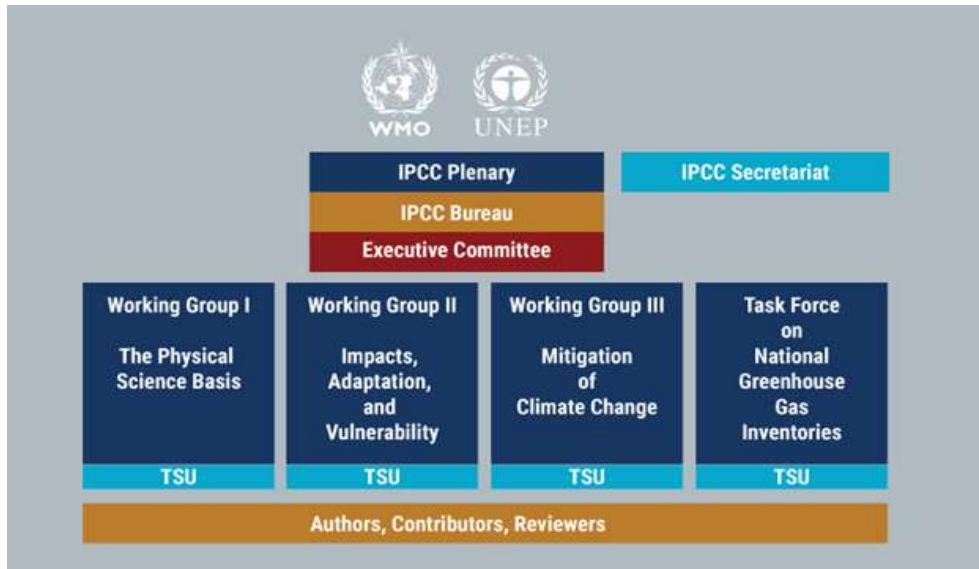 WMO
UNEP
IPCC Plenary
IPCC Secretariat
IPCC Bureau
Executive Committee
Working Group I
The Physical
Science Basis
TSU
Working Group II
Impacts,
Adaptation,
and
Vulnerability
TSU
Working Group III
Mitigation
of
Climate Change
TSU
Task Force
on
National
Greenhouse
Gas
Inventories
TSU
Authors, Contributors, Reviewers